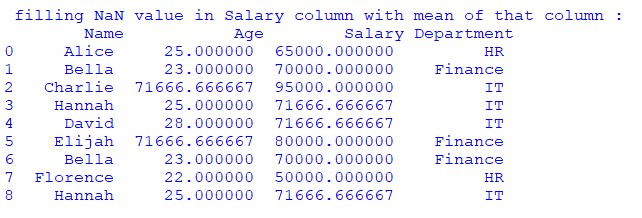 filling NaN value in Salary column with mean of that column :
Name Age Salary Department
0 Alice 25.000000 65000.000000 HR
1 Bella 23.000000 70000.000000 Finance
2 Charlie 71666.666667 95000.000000 IT
3 Hannah 25.000000 71666.666667 IT
4 David 28.000000 71666.666667 IT
5 Elijah 71666.666667 80000.000000 Finance
6 Bella 23.000000 70000.000000 Finance
7 Florence 22.000000 50000.000000 HR
8 Hannah 25.000000 71666.666667 IT